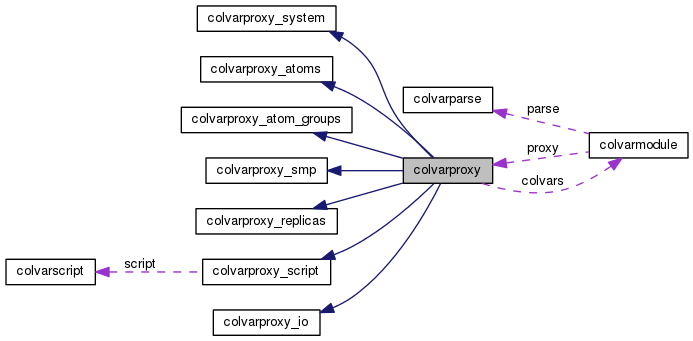 colvarproxy_system
colvarproxy_atoms
colvarparse
parse
colvarproxy_atom_groups
colvarmodule
proxy
colvarproxy_smp
colvarproxy
colvars
colvarproxy_replicas
script
colvarscript
colvarproxy_script
colvarproxy_io